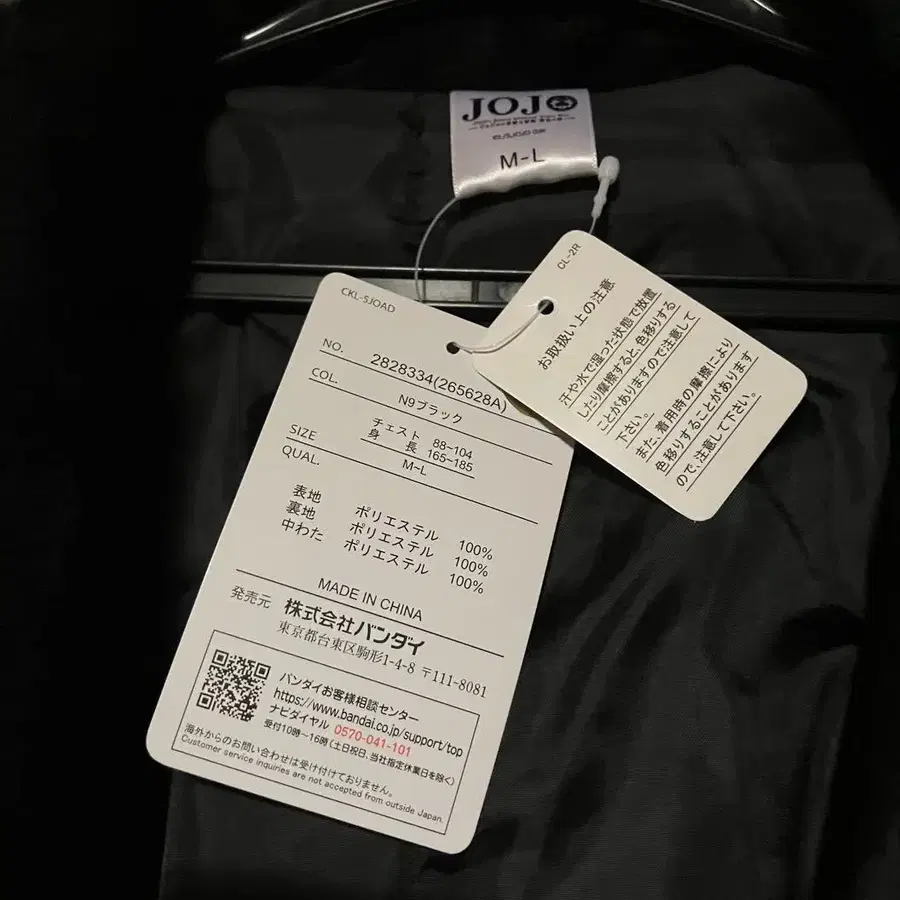 JOJO
M-L
CKL-5JOAD
NO. 2828334(265628A)
COL. N9ブラック
SIZE チェスト 88~104
身長 165~185
M~L
QUAL.
表地 ポリエステル 100%
裏地 ポリエステル 100%
中わた ポリエステル 100%
MADE IN CHINA
発売元 株式会社バンダイ
東京都台東区駒形1-4-8 〒111-8081
バンダイお客様相談センター
https://www.bandai.co.jp/support/top
ナビダイヤル 0570-041-101
受付10時~16時(土日祝日、当社指定休業日を除く)
海外からのお問い合わせは受け付けておりません。
Customer service inquiries are not accepted from outside Japan.
CL-2R
お取扱い上の注意
汗や水で湿った状態で放置
したり摩擦すると、色移りする
ことがありますので注意して
下さい。
また、着用時の摩擦により
色移りすることがあります
ので、注意して下さい。